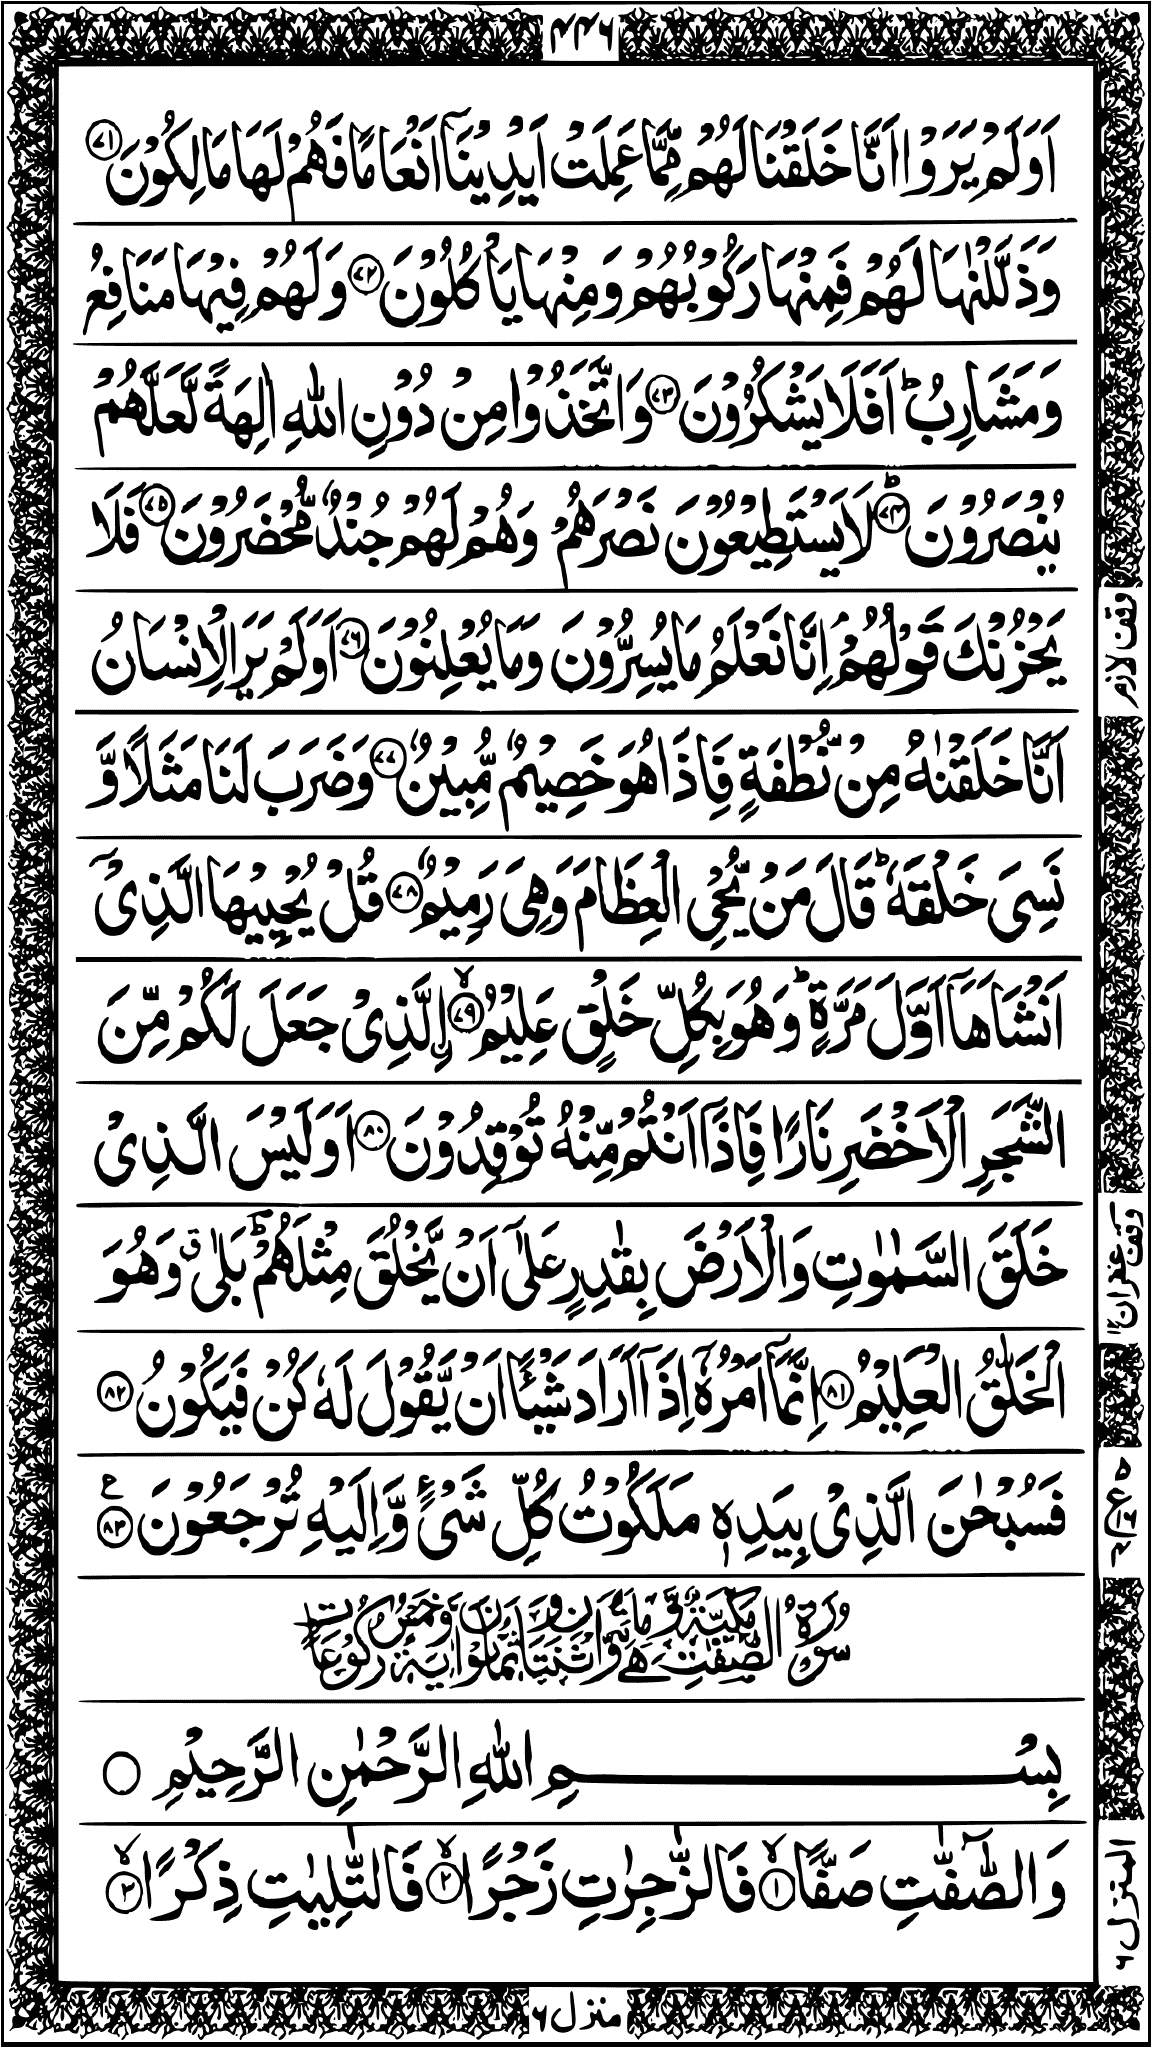 ٤٤٦
اَوَلَمْ يَرَوْا اَنَّا خَلَقْنَا لَهُمْ مِّمَّا عَمِلَتْ اَيْدِيْنَاۤ اَنْعَامًا فَهُمْ لَهَا مَالِكُوْنَ ﴿٧١﴾
وَذَلَّلْنٰهَا لَهُمْ فَمِنْهَا رَكُوْبُهُمْ وَمِنْهَا يَاْكُلُوْنَ ﴿٧٢﴾ وَلَهُمْ فِيْهَا مَنَافِعُ
وَمَشَارِبُ ؕ اَفَلَا يَشْكُرُوْنَ ﴿٧٣﴾ وَاتَّخَذُوْا مِنْ دُوْنِ اللّٰهِ اٰلِهَةً لَّعَلَّهُمْ
يُنْصَرُوْنَ ؕ﴿٧٤﴾ لَا يَسْتَطِيْعُوْنَ نَصْرَهُمْ وَهُمْ لَهُمْ جُنْدٌ مُّحْضَرُوْنَ ﴿٧٥﴾ فَلَا
يَحْزُنْكَ قَوْلُهُمْ ۘ اِنَّا نَعْلَمُ مَا يُسِرُّوْنَ وَمَا يُعْلِنُوْنَ ﴿٧٦﴾ اَوَلَمْ يَرَ الْاِنْسَانُ
اَنَّا خَلَقْنٰهُ مِنْ نُّطْفَةٍ فَاِذَا هُوَ خَصِيْمٌ مُّبِيْنٌ ﴿٧٧﴾ وَضَرَبَ لَنَا مَثَلًا وَّ
نَسِىَ خَلْقَهٗ ؕ قَالَ مَنْ يُّحْىِ الْعِظَامَ وَهِىَ رَمِيْمٌ ﴿٧٨﴾ قُلْ يُحْيِيْهَا الَّذِىْۤ
اَنْشَاَهَاۤ اَوَّلَ مَرَّةٍ ؕ وَهُوَ بِكُلِّ خَلْقٍ عَلِيْمُ ۙ﴿٧٩﴾ ۨالَّذِىْ جَعَلَ لَكُمْ مِّنَ
الشَّجَرِ الْاَخْضَرِ نَارًا فَاِذَاۤ اَنْتُمْ مِّنْهُ تُوْقِدُوْنَ ﴿٨٠﴾ اَوَلَيْسَ الَّذِىْ
خَلَقَ السَّمٰوٰتِ وَالْاَرْضَ بِقٰدِرٍ عَلٰۤى اَنْ يَّخْلُقَ مِثْلَهُمْ ؕ بَلٰى ۗ وَهُوَ
الْخَلّٰقُ الْعَلِيْمُ ﴿٨١﴾ اِنَّمَاۤ اَمْرُهٗۤ اِذَاۤ اَرَادَ شَيْـًٔا اَنْ يَّقُوْلَ لَهٗ كُنْ فَيَكُوْنُ ﴿٨٢﴾
فَسُبْحٰنَ الَّذِىْ بِيَدِهٖ مَلَكُوْتُ كُلِّ شَىْءٍ وَّاِلَيْهِ تُرْجَعُوْنَ ﴿٨٣﴾ ع
سُوْرَةُ الصّٰٓفّٰتِ مَكِّيَّةٌ وَّهِىَ مِائَةٌ وَّاثْنَتَانِ وَثَمَانُوْنَ اٰيَةً وَّخَمْسُ رُكُوْعَاتٍ
بِسْمِ اللّٰهِ الرَّحْمٰنِ الرَّحِيْمِ
وَالصّٰٓفّٰتِ صَفًّا ۙ﴿١﴾ فَالزّٰجِرٰتِ زَجْرًا ۙ﴿٢﴾ فَالتّٰلِيٰتِ ذِكْرًا ۙ﴿٣﴾
وقف لازم
وقف غفران
المنزل ٦
منزل ٦